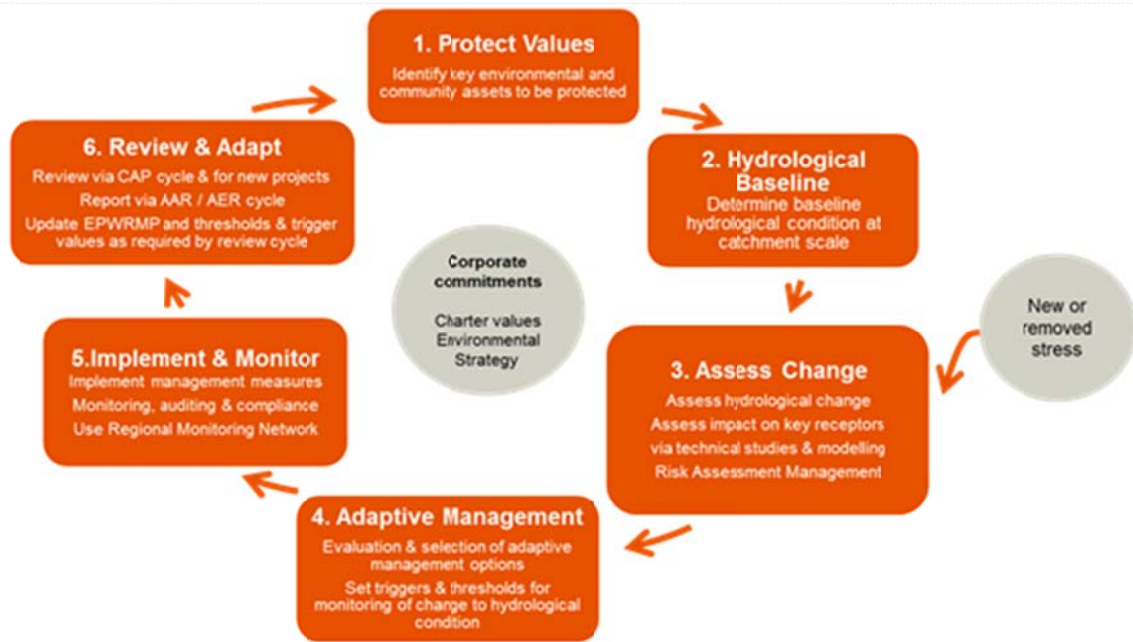 1. Protect Values
Identify key environmental and
community assets to be protected
2. Hydrological
Baseline
Determine baseline
hydrological condition at
catchment scale
New or
removed
stress
3. Assess Change
Assess hydrological change
Assess impact on key receptors
via technical studies & modelling
Risk Assessment Management
4. Adaptive Management
Evaluation & selection of adaptive
management options
Set triggers & thresholds for
monitoring of change to hydrological
condtion
5.Implement & Monitor
Implement management measures
Monitoring, auditing & compliance
Use Regional Monitoring Network
6. Review & Adapt
Review via CAP cycle & for new projects
Report via AAR / AER cycle
Update EPWRMP and thresholds & trigger
values as required by review cycle
Corporate
commitments
Charter values
Environmental
Strategy